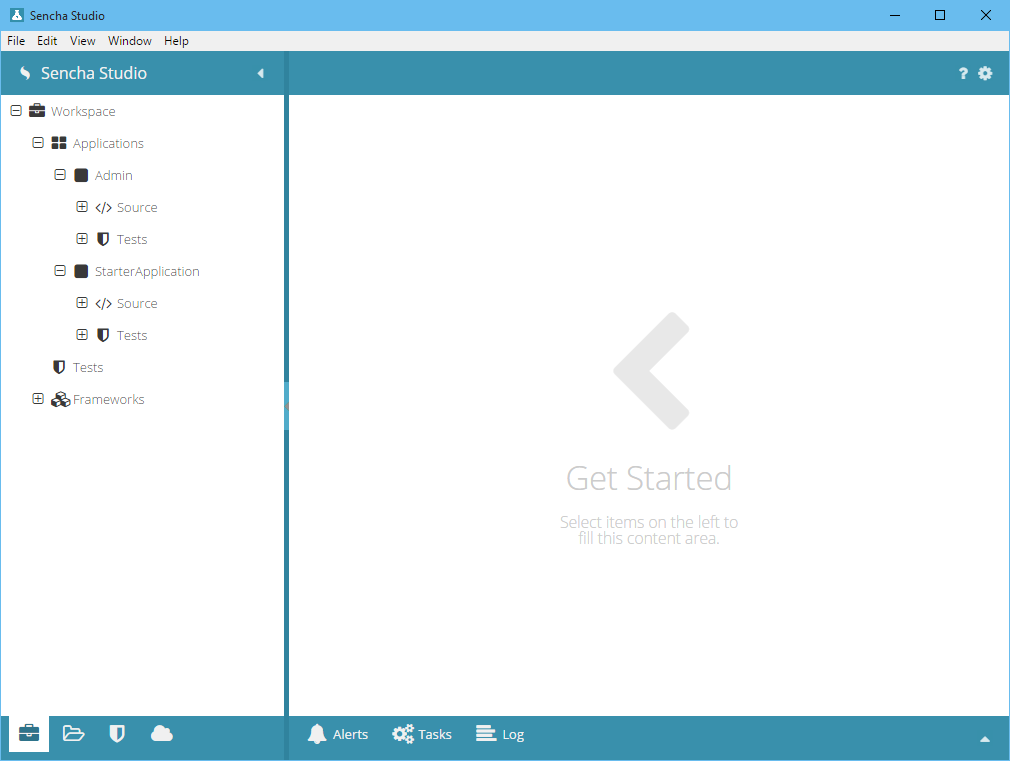 Sencha Studio
File Edit View Window Help
Sencha Studio
?
Workspace
Applications
Admin
</> Source
Tests
StarterApplication
</> Source
Tests
Tests
Frameworks
Get Started
Select items on the left to
fill this content area.
Alerts Tasks Log